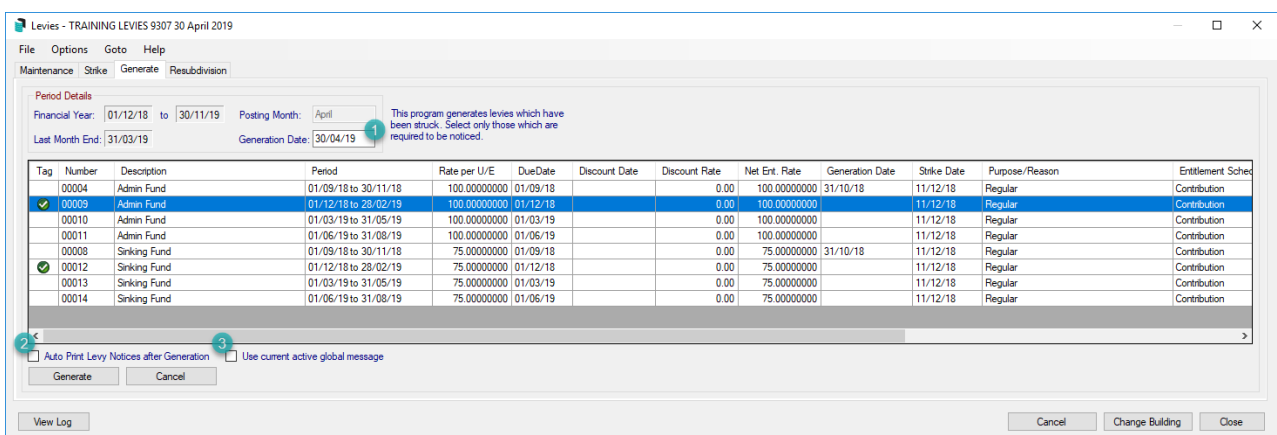 Levies - TRAINING LEVIES 9307 30 April 2019
File Options Goto Help
Maintenance Strike Generate Resubdivision
Period Details
Financial Year: 01/12/18 to 30/11/19 Posting Month: April
Last Month End: 31/03/19 Generation Date: 30/04/19 1
This program generates levies which have
been struck. Select only those which are
required to be noticed.
Tag Number Description Period Rate per U/E DueDate Discount Date Discount Rate Net Ent. Rate Generation Date Strike Date Purpose/Reason Entitlement Sched
00004 Admin Fund 01/09/18 to 30/11/18 100.00000000 01/09/18 0.00 100.00000000 31/10/18 11/12/18 Regular Contribution
00009 Admin Fund 01/12/18 to 28/02/19 100.00000000 01/12/18 0.00 100.00000000 11/12/18 Regular Contribution
00010 Admin Fund 01/03/19 to 31/05/19 100.00000000 01/03/19 0.00 100.00000000 11/12/18 Regular Contribution
00011 Admin Fund 01/06/19 to 31/08/19 100.00000000 01/06/19 0.00 100.00000000 11/12/18 Regular Contribution
00008 Sinking Fund 01/09/18 to 30/11/18 75.00000000 01/09/18 0.00 75.00000000 31/10/18 11/12/18 Regular Contribution
00012 Sinking Fund 01/12/18 to 28/02/19 75.00000000 01/12/18 0.00 75.00000000 11/12/18 Regular Contribution
00013 Sinking Fund 01/03/19 to 31/05/19 75.00000000 01/03/19 0.00 75.00000000 11/12/18 Regular Contribution
00014 Sinking Fund 01/06/19 to 31/08/19 75.00000000 01/06/19 0.00 75.00000000 11/12/18 Regular Contribution
2 Auto Print Levy Notices after Generation 3 Use current active global message
Generate Cancel
View Log Cancel Change Building Close